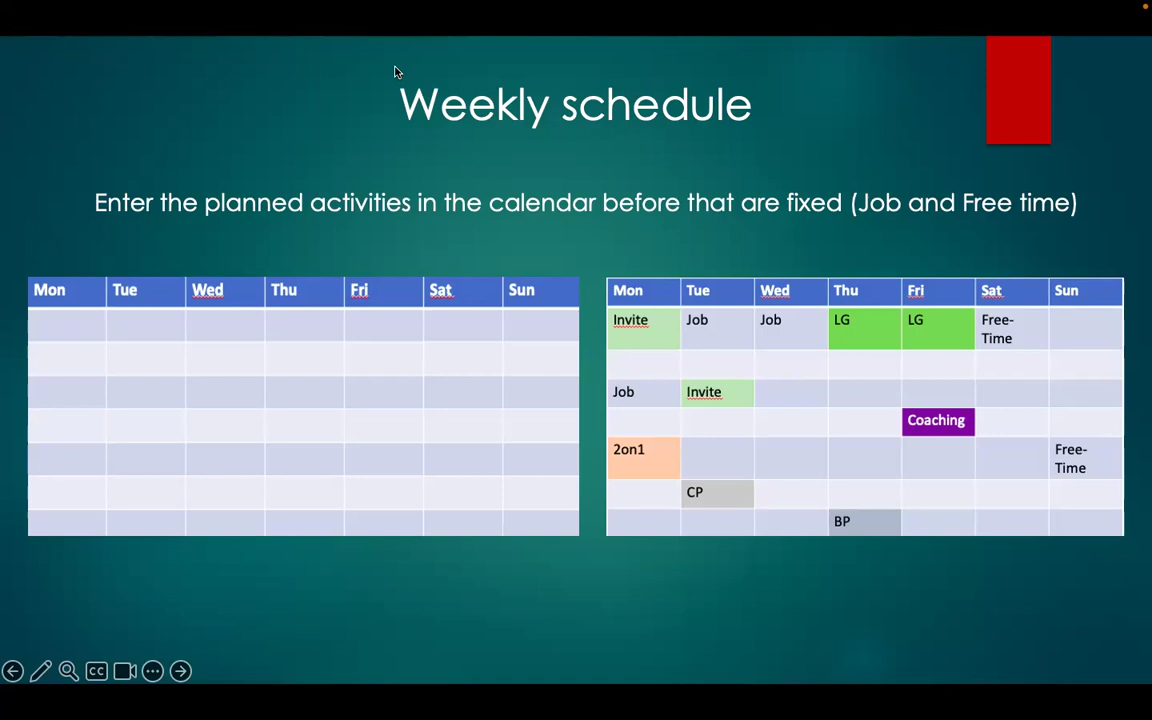 Weekly schedule
Enter the planned activities in the calendar before that are fixed (Job and Free time)
Mon Tue Wed Thu Fri Sat Sun
Mon Tue Wed Thu Fri Sat Sun
Invite Job Job LG LG Free-
Time
Job Invite
Coaching
2on1 Free-
Time
CP
BP
CC